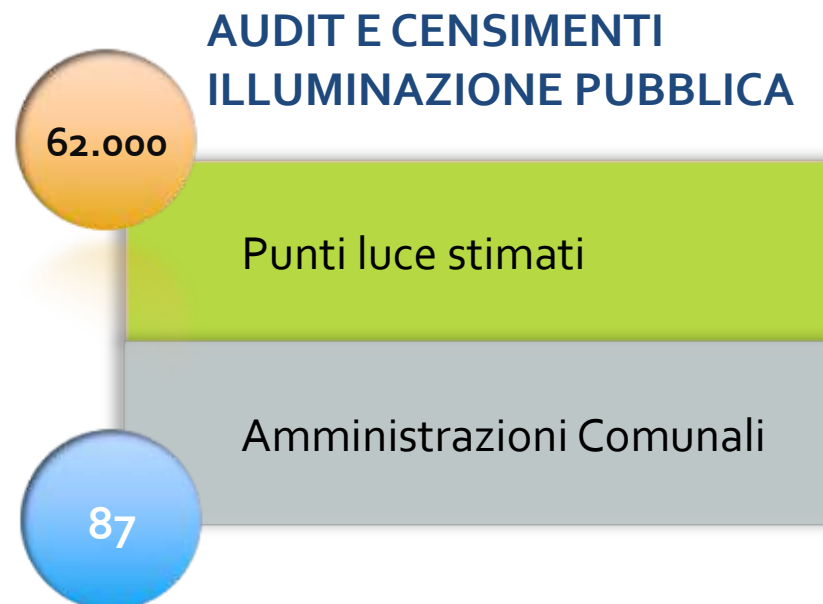 AUDIT E CENSIMENTI
ILLUMINAZIONE PUBBLICA
62.000
Punti luce stimati
Amministrazioni Comunali
87